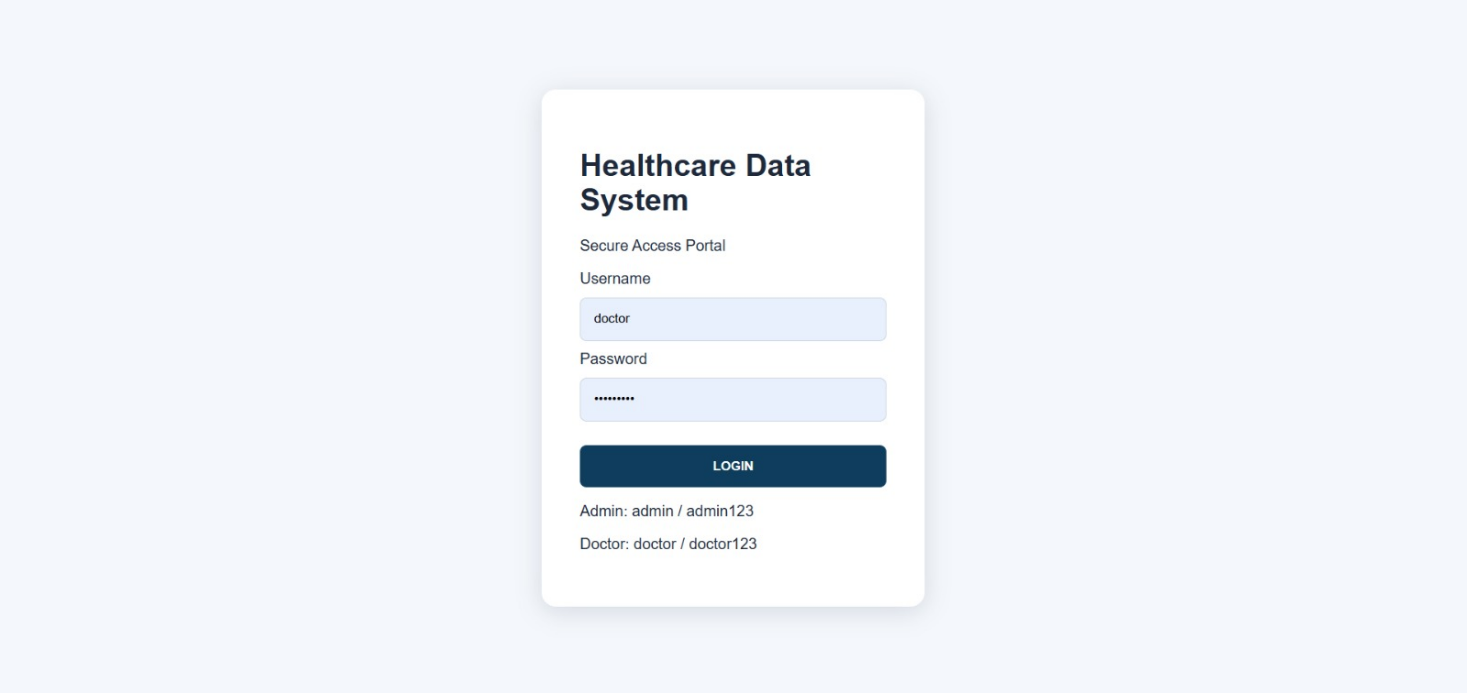 Healthcare Data
System
Secure Access Portal
Username
doctor
Password
•••••••••
LOGIN
Admin: admin / admin123
Doctor: doctor / doctor123